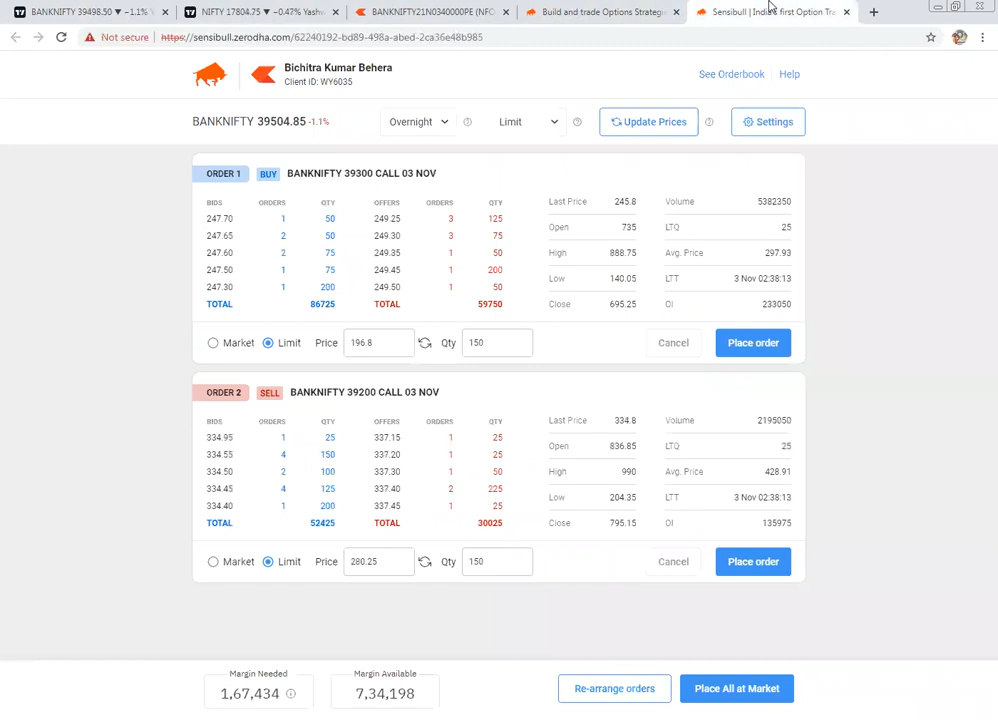 BANKNIFTY 39498.50 ▼ −1.1% Y
NIFTY 17804.75 ▼ −0.47% Yashw
BANKNIFTY21N0340000PE (NFO
Build and trade Options Strategi
Sensibull | India's first Option Tra
Not secure | https://sensibull.zerodha.com/62240192-bd89-498a-abed-2ca36e48b985
Bichitra Kumar Behera
Client ID: WY6035
See Orderbook Help
BANKNIFTY 39504.85 -1.1%
Overnight
Limit
Update Prices
Settings
ORDER 1 BUY BANKNIFTY 39300 CALL 03 NOV
BIDS ORDERS QTY OFFERS ORDERS QTY Last Price 245.8 Volume 5382350
247.70 1 50 249.25 3 125
247.65 2 50 249.30 3 75 Open 735 LTQ 25
247.60 2 75 249.35 1 50 High 888.75 Avg. Price 297.93
247.50 1 75 249.45 1 200 Low 140.05 LTT 3 Nov 02:38:13
247.30 1 200 249.50 1 50
TOTAL 86725 TOTAL 59750 Close 695.25 OI 233050
Market Limit Price 196.8 Qty 150 Cancel Place order
ORDER 2 SELL BANKNIFTY 39200 CALL 03 NOV
BIDS ORDERS QTY OFFERS ORDERS QTY Last Price 334.8 Volume 2195050
334.95 1 25 337.15 1 25
334.55 4 150 337.20 1 25 Open 836.85 LTQ 25
334.50 2 100 337.30 1 50 High 990 Avg. Price 428.91
334.45 4 125 337.40 2 225 Low 204.35 LTT 3 Nov 02:38:13
334.40 1 200 337.45 1 25
TOTAL 52425 TOTAL 30025 Close 795.15 OI 135975
Market Limit Price 280.25 Qty 150 Cancel Place order
Margin Needed
1,67,434
Margin Available
7,34,198
Re-arrange orders
Place All at Market